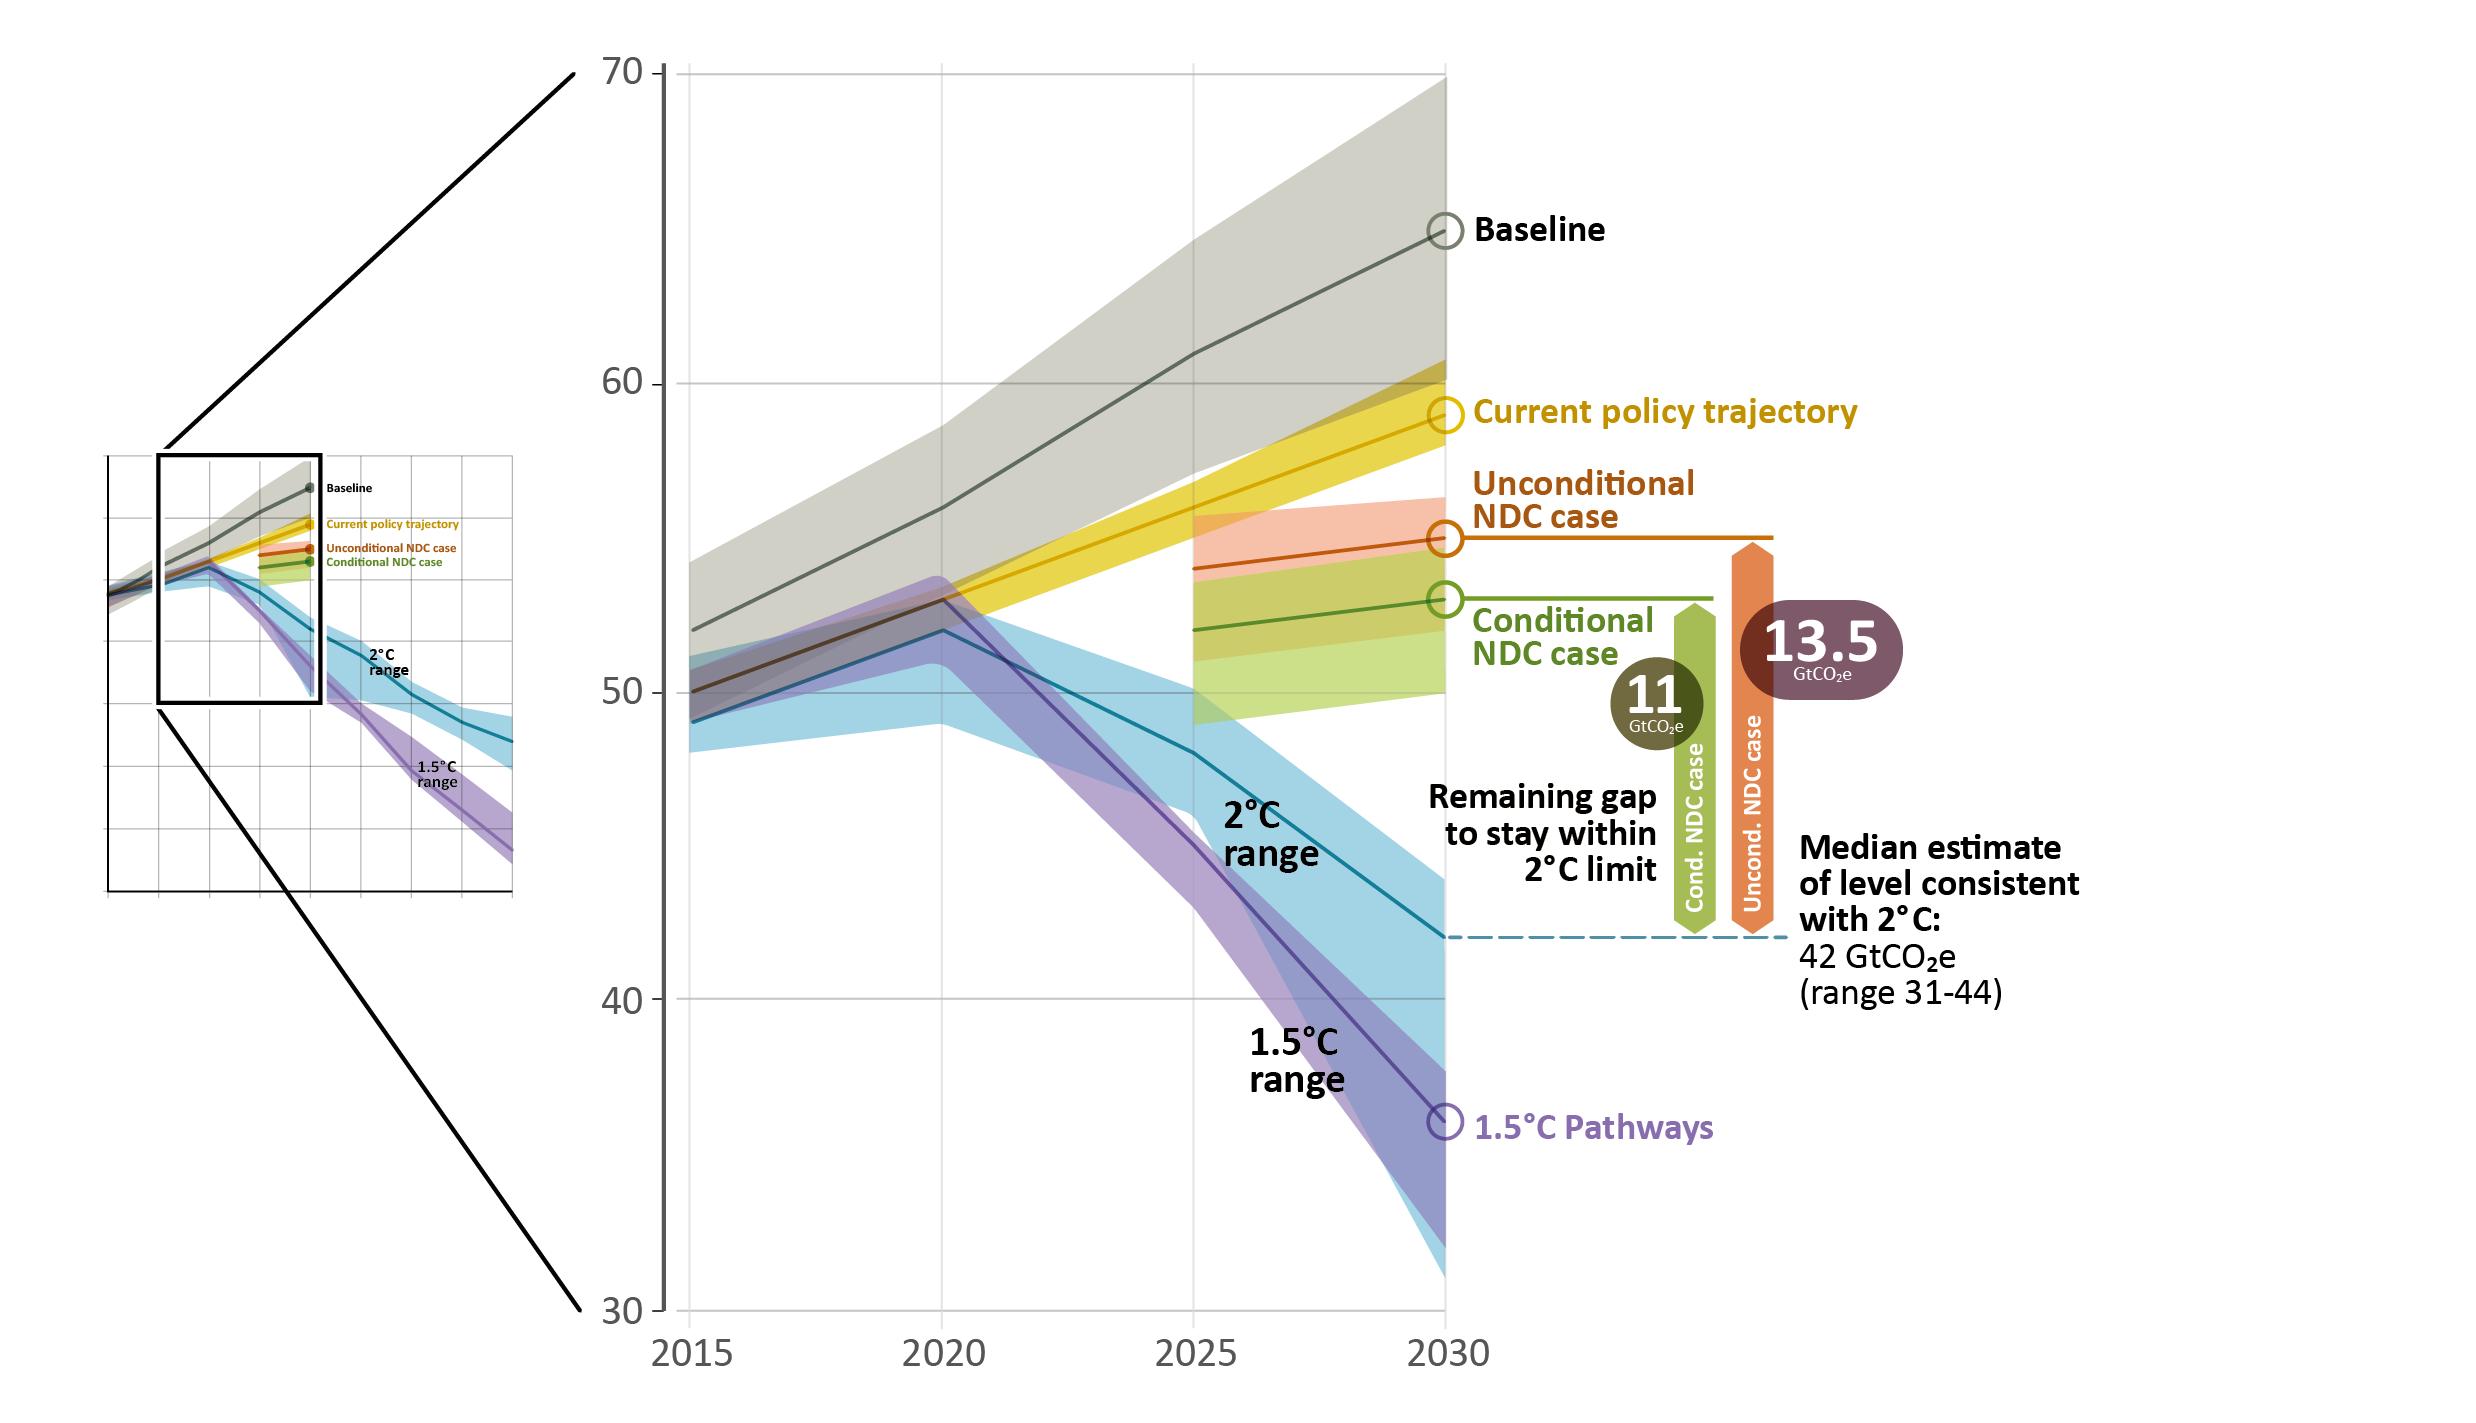 70
60
50
40
30
2015
2020
2025
2030
Baseline
Current policy trajectory
Unconditional NDC case
Conditional NDC case
2°C
range
1.5°C
range
Baseline
Current policy trajectory
Unconditional
NDC case
Conditional
NDC case
2°C
range
1.5°C
range
1.5°C Pathways
11
GtCO₂e
13.5
GtCO₂e
Cond. NDC case
Uncond. NDC case
Remaining gap
to stay within
2°C limit
Median estimate
of level consistent
with 2°C:
42 GtCO₂e
(range 31-44)